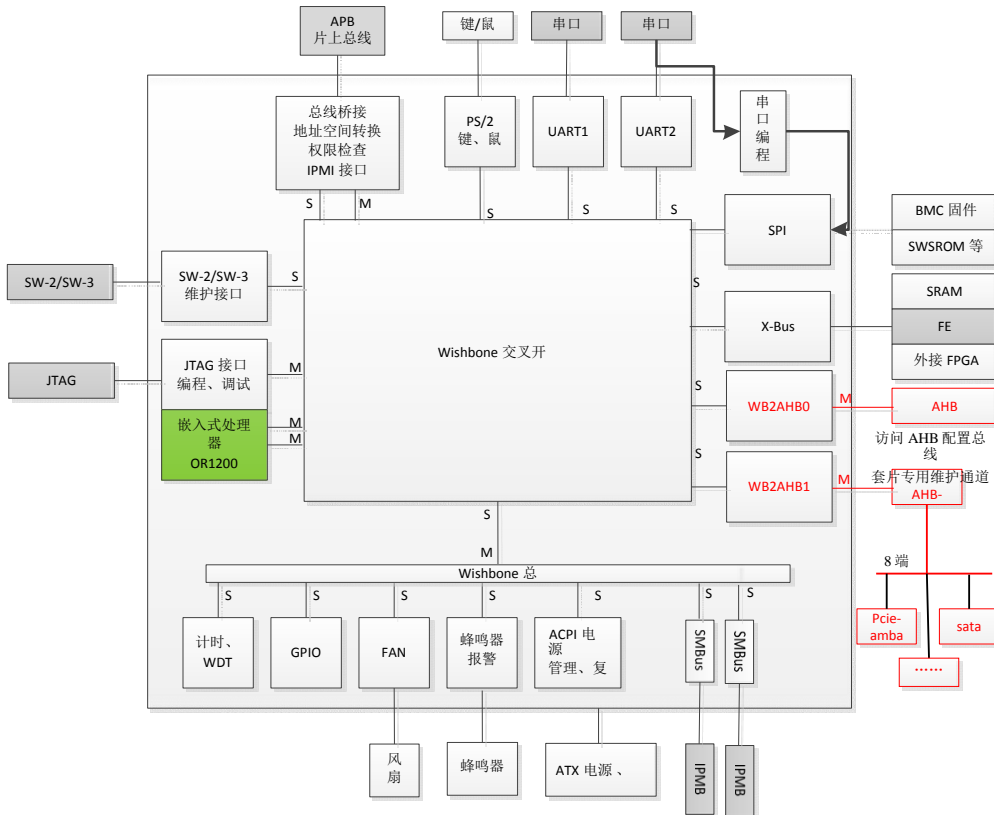 APB
片上总线
键/鼠
串口
串口
总线桥接
地址空间转换
权限检查
IPMI 接口
PS/2
键、鼠
UART1
UART2
串
口
编
程
S
M
S
S
S
SPI
BMC 固件
SWSROM 等
SW-2/SW-3
SW-2/SW-3
维护接口
S
S
SRAM
X-Bus
FE
外接 FPGA
Wishbone 交叉开
JTAG
JTAG 接口
编程、调试
M
S
WB2AHB0
M
AHB
嵌入式处理
器
OR1200
M
M
访问 AHB 配置总
线
S
WB2AHB1
M
套片专用维护通道
AHB-
S
M
8 端
Wishbone 总
S
S
S
S
S
S
S
计时、
WDT
GPIO
FAN
蜂鸣器
报警
ACPI 电
源
管理、复
SMBus
SMBus
Pcie-
amba
sata
……
风
扇
蜂鸣器
ATX 电源 、
IPMB
IPMB